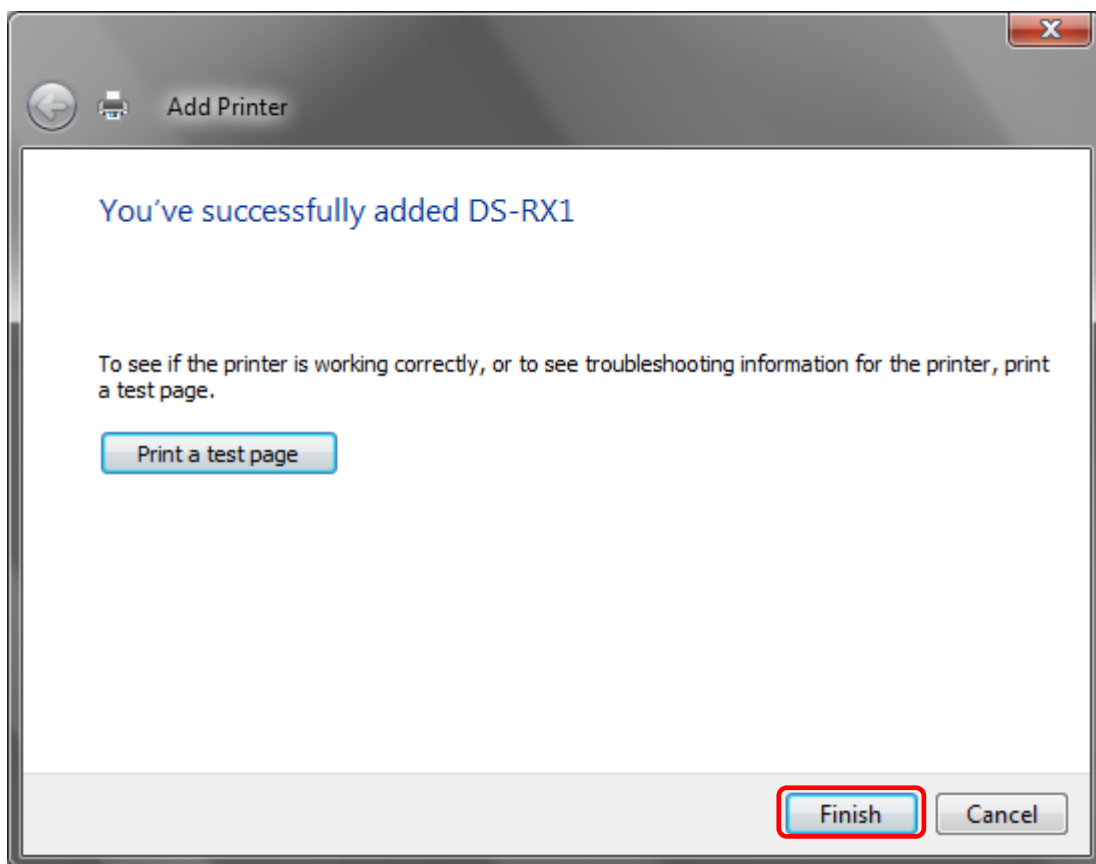 Add Printer
You've successfully added DS-RX1
To see if the printer is working correctly, or to see troubleshooting information for the printer, print
a test page.
Print a test page
Finish
Cancel